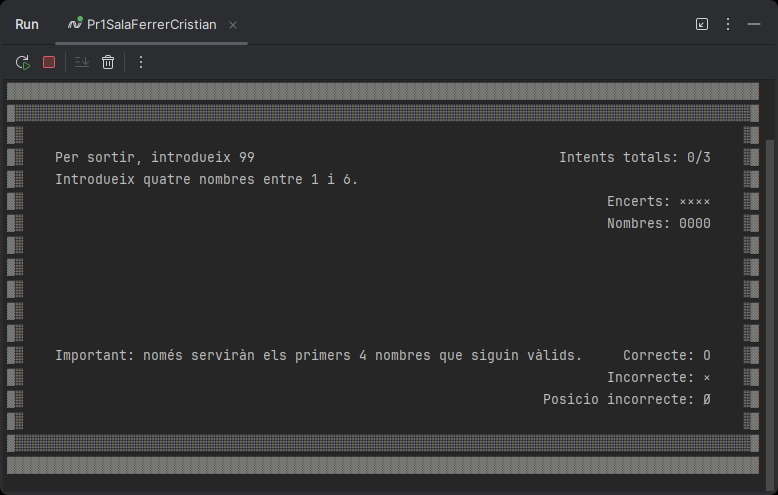 Run Pr1SalaFerrerCristian
Per sortir, introdueix 99 Intents totals: 0/3
Introdueix quatre nombres entre 1 i 6.
Encerts: ××××
Nombres: 0000
Important: només serviràn els primers 4 nombres que siguin vàlids. Correcte: O
Incorrecte: ×
Posicio incorrecte: Ø